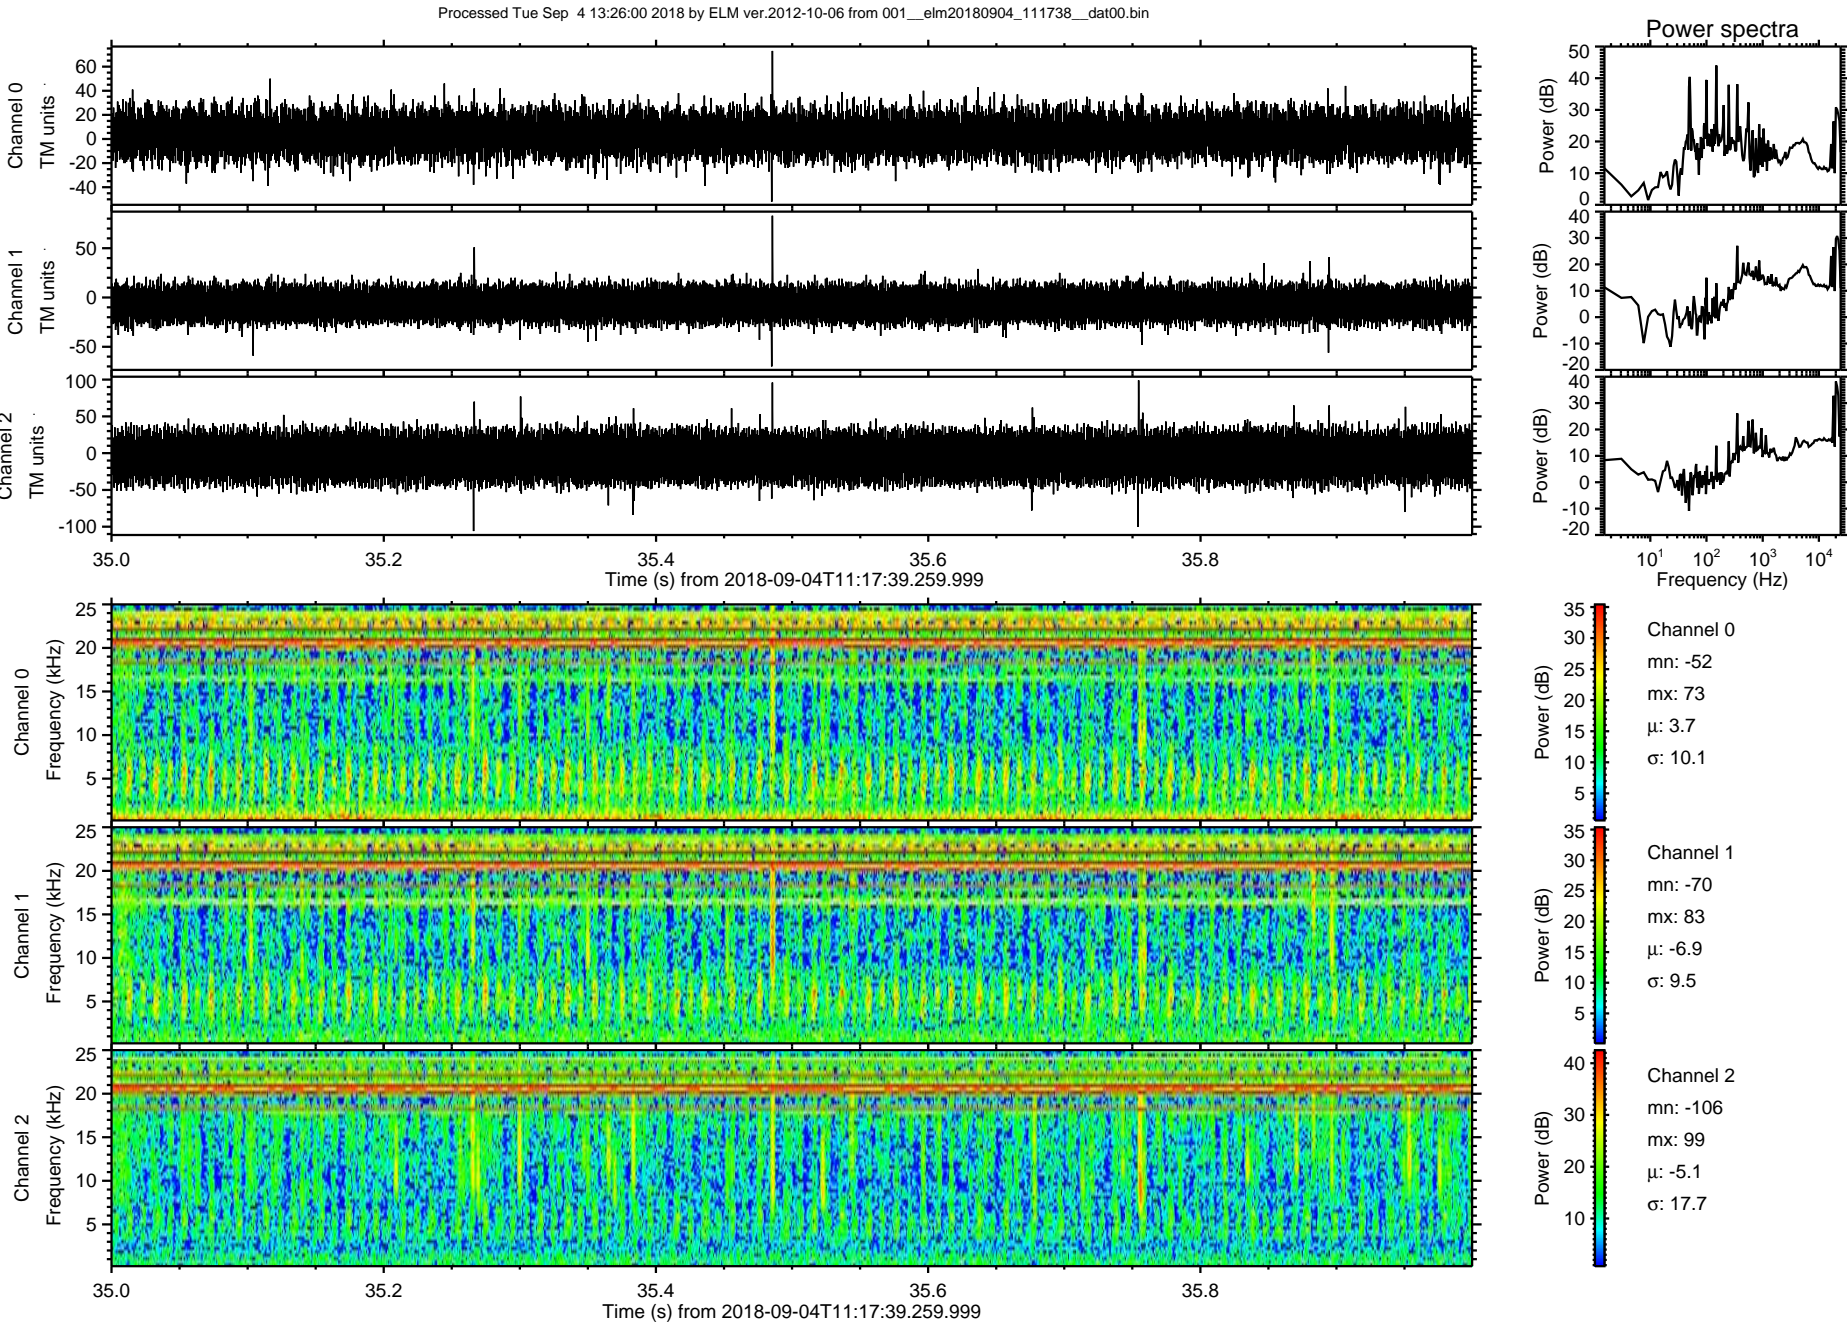 Processed Tue Sep  4 13:26:00 2018 by ELM ver.2012-10-06 from 001__elm20180904_111738__dat00.bin
Power spectra
Channel 0
TM units
60
40
20
0
-20
-40
Power (dB)
50
40
30
20
10
0
Channel 1
TM units
50
0
-50
Power (dB)
40
30
20
10
0
-10
-20
Channel 2
TM units
100
50
0
-50
-100
Power (dB)
40
30
20
10
0
-10
-20
35.0 35.2 35.4 35.6 35.8
Time (s) from 2018-09-04T11:17:39.259.999
10¹ 10² 10³ 10⁴
Frequency (Hz)
Channel 0
Frequency (kHz)
25
20
15
10
5
Power (dB)
35
30
25
20
15
10
5
Channel 0
mn: -52
mx: 73
μ: 3.7
σ: 10.1
Channel 1
Frequency (kHz)
25
20
15
10
5
Power (dB)
35
30
25
20
15
10
5
Channel 1
mn: -70
mx: 83
μ: -6.9
σ: 9.5
Channel 2
Frequency (kHz)
25
20
15
10
5
Power (dB)
40
30
20
10
Channel 2
mn: -106
mx: 99
μ: -5.1
σ: 17.7
35.0 35.2 35.4 35.6 35.8
Time (s) from 2018-09-04T11:17:39.259.999